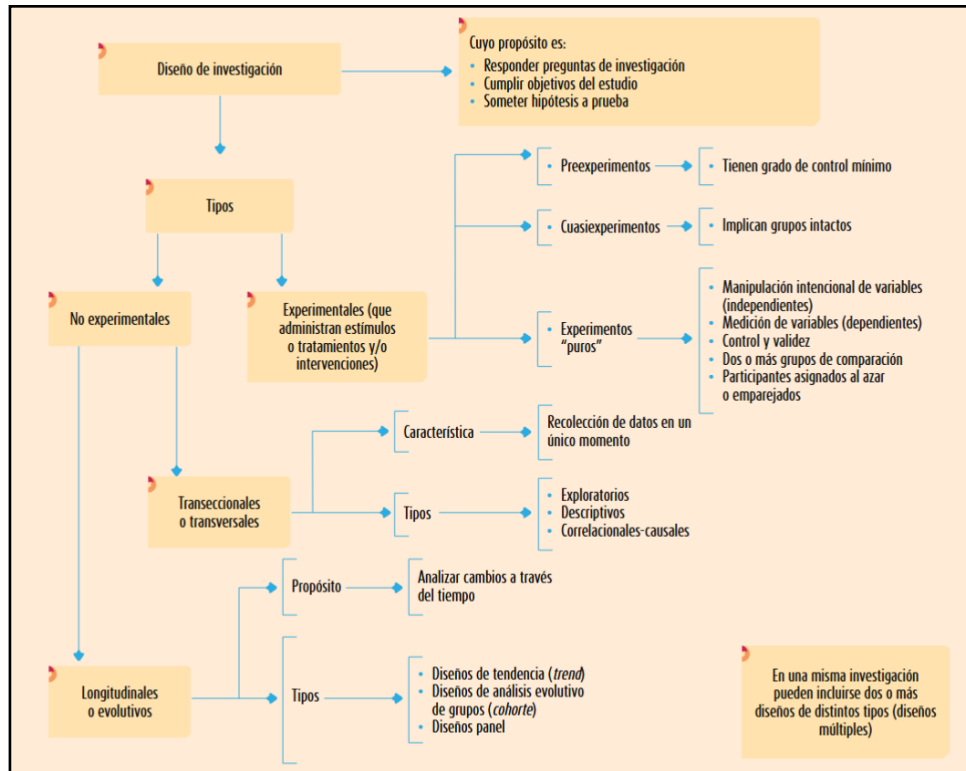 Diseño de investigación
Cuyo propósito es:
• Responder preguntas de investigación
• Cumplir objetivos del estudio
• Someter hipótesis a prueba
Tipos
No experimentales
Experimentales (que
administran estímulos
o tratamientos y/o
intervenciones)
• Preexperimentos
• Tienen grado de control mínimo
• Cuasiexperimentos
• Implican grupos intactos
• Experimentos
“puros”
• Manipulación intencional de variables
(independientes)
• Medición de variables (dependientes)
• Control y validez
• Dos o más grupos de comparación
• Participantes asignados al azar
o emparejados
Transeccionales
o transversales
Característica
Recolección de datos en un
único momento
Tipos
• Exploratorios
• Descriptivos
• Correlacionales-causales
Longitudinales
o evolutivos
Propósito
Analizar cambios a través
del tiempo
Tipos
• Diseños de tendencia (trend)
• Diseños de análisis evolutivo
de grupos (cohorte)
• Diseños panel
En una misma investigación
pueden incluirse dos o más
diseños de distintos tipos (diseños
múltiples)